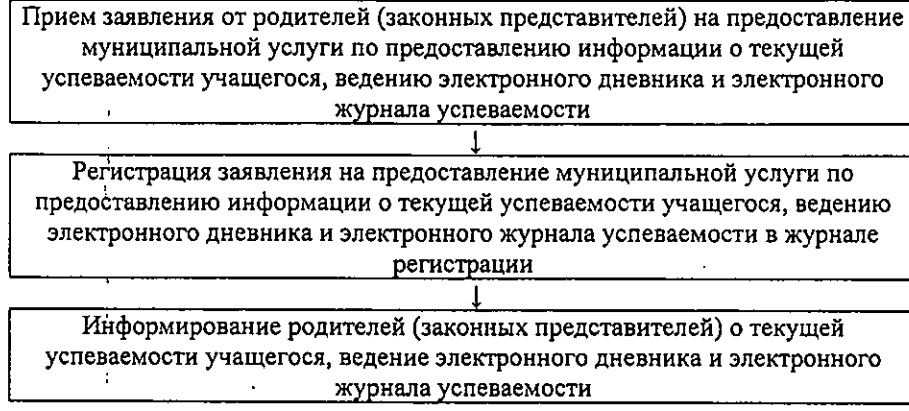 Прием заявления от родителей (законных представителей) на предоставление
муниципальной услуги по предоставлению информации о текущей
успеваемости учащегося, ведению электронного дневника и электронного
журнала успеваемости
↓
Регистрация заявления на предоставление муниципальной услуги по
предоставлению информации о текущей успеваемости учащегося, ведению
электронного дневника и электронного журнала успеваемости в журнале
регистрации
↓
Информирование родителей (законных представителей) о текущей
успеваемости учащегося, ведение электронного дневника и электронного
журнала успеваемости